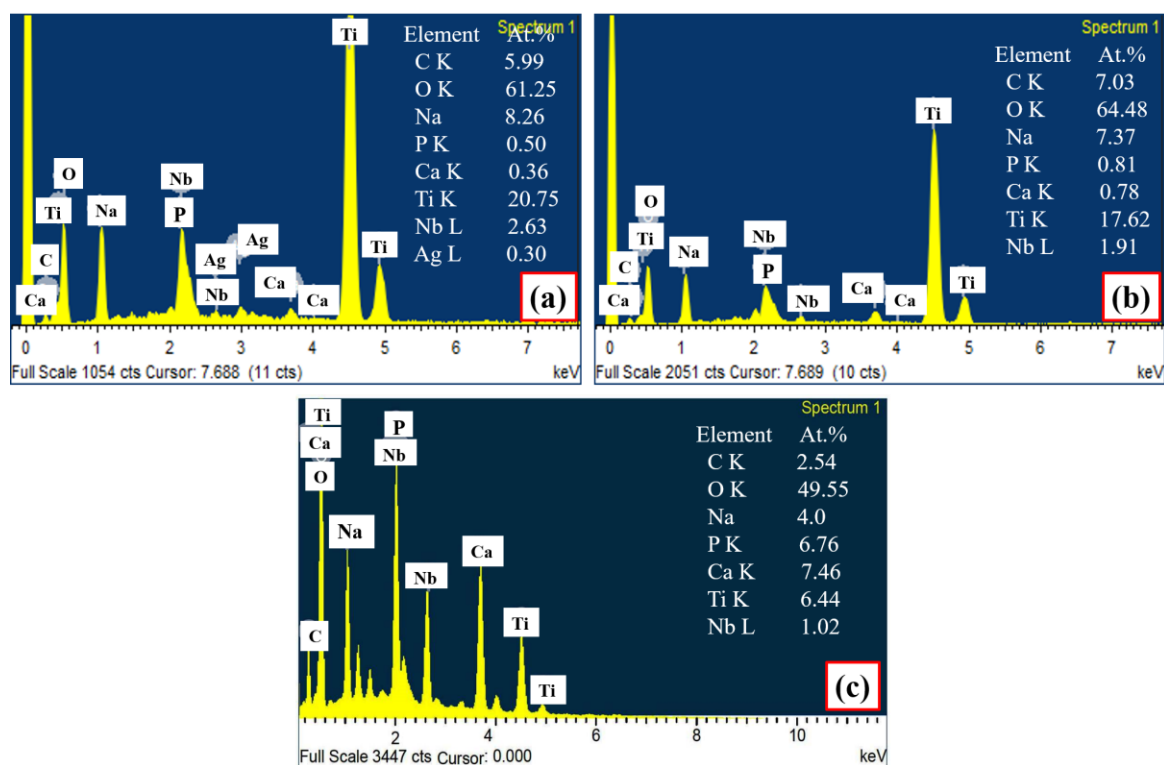 Spectrum 1
Element At.%
C K 5.99
O K 61.25
Na 8.26
P K 0.50
Ca K 0.36
Ti K 20.75
Nb L 2.63
Ag L 0.30
Ti
O
Nb
Ti
Na
P
C
Ag
Ag
Ti
Ca
Nb
Ca
Ca
(a)
0 1 2 3 4 5 6 7
Full Scale 1054 cts Cursor: 7.688 (11 cts) keV
Spectrum 1
Element At.%
C K 7.03
O K 64.48
Na 7.37
P K 0.81
Ca K 0.78
Ti K 17.62
Nb L 1.91
Ti
O
Ti
Nb
Na
C
P
Ti
Ca
Nb
Ca
Ca
(b)
0 1 2 3 4 5 6 7
Full Scale 2051 cts Cursor: 7.689 (10 cts) keV
Spectrum 1
Element At.%
C K 2.54
O K 49.55
Na 4.0
P K 6.76
Ca K 7.46
Ti K 6.44
Nb L 1.02
Ti
P
Ca
Nb
O
Na
Ca
Nb
Ti
C
Ti
(c)
2 4 6 8 10
Full Scale 3447 cts Cursor: 0.000 keV